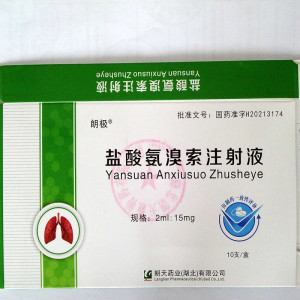 盐酸氨溴索注射液
Yansuan Anxiusuo Zhusheye
朗极®
批准文号：国药准字H20213174
盐酸氨溴索注射液
Yansuan Anxiusuo Zhusheye
规格：2ml:15mg
10支/盒
朗天药业(湖北)有限公司